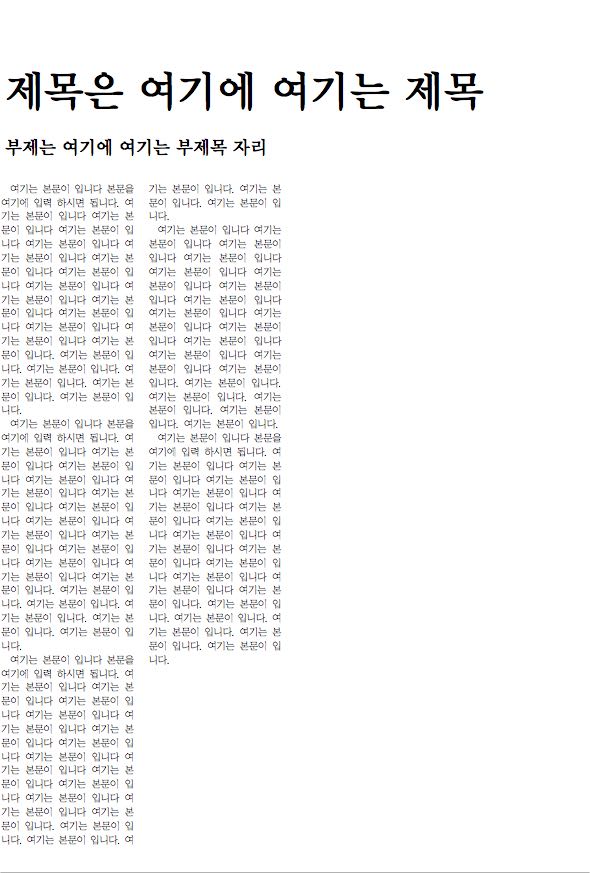 제목은 여기에 여기는 제목
부제는 여기에 여기는 부제목 자리
여기는 본문이 입니다 본문을
여기에 입력 하시면 됩니다. 여
기는 본문이 입니다 여기는 본
문이 입니다 여기는 본문이 입
니다 여기는 본문이 입니다 여
기는 본문이 입니다 여기는 본
문이 입니다 여기는 본문이 입
니다 여기는 본문이 입니다 여
기는 본문이 입니다 여기는 본
문이 입니다 여기는 본문이 입
니다 여기는 본문이 입니다 여
기는 본문이 입니다 여기는 본
문이 입니다. 여기는 본문이 입
니다. 여기는 본문이 입니다. 여
기는 본문이 입니다. 여기는 본
문이 입니다. 여기는 본문이 입
니다.
여기는 본문이 입니다 본문을
여기에 입력 하시면 됩니다. 여
기는 본문이 입니다 여기는 본
문이 입니다 여기는 본문이 입
니다 여기는 본문이 입니다 여
기는 본문이 입니다 여기는 본
문이 입니다 여기는 본문이 입
니다 여기는 본문이 입니다 여
기는 본문이 입니다 여기는 본
문이 입니다 여기는 본문이 입
니다 여기는 본문이 입니다 여
기는 본문이 입니다 여기는 본
문이 입니다. 여기는 본문이 입
니다. 여기는 본문이 입니다. 여
기는 본문이 입니다. 여기는 본
문이 입니다. 여기는 본문이 입
니다.
여기는 본문이 입니다 본문을
여기에 입력 하시면 됩니다. 여
기는 본문이 입니다 여기는 본
문이 입니다 여기는 본문이 입
니다 여기는 본문이 입니다 여
기는 본문이 입니다 여기는 본
문이 입니다 여기는 본문이 입
니다 여기는 본문이 입니다 여
기는 본문이 입니다 여기는 본
문이 입니다 여기는 본문이 입
니다 여기는 본문이 입니다 여
기는 본문이 입니다 여기는 본
문이 입니다. 여기는 본문이 입
니다. 여기는 본문이 입니다. 여
기는 본문이 입니다. 여기는 본
문이 입니다. 여기는 본문이 입
니다.
여기는 본문이 입니다 여기는
본문이 입니다 여기는 본문이
입니다 여기는 본문이 입니다
여기는 본문이 입니다 여기는
본문이 입니다 여기는 본문이
입니다 여기는 본문이 입니다
여기는 본문이 입니다 여기는
본문이 입니다 여기는 본문이
입니다 여기는 본문이 입니다
여기는 본문이 입니다 여기는
본문이 입니다 여기는 본문이
입니다. 여기는 본문이 입니다.
여기는 본문이 입니다. 여기는
본문이 입니다. 여기는 본문이
입니다. 여기는 본문이 입니다.
여기는 본문이 입니다 본문을
여기에 입력 하시면 됩니다. 여
기는 본문이 입니다 여기는 본
문이 입니다 여기는 본문이 입
니다 여기는 본문이 입니다 여
기는 본문이 입니다 여기는 본
문이 입니다 여기는 본문이 입
니다 여기는 본문이 입니다 여
기는 본문이 입니다 여기는 본
문이 입니다 여기는 본문이 입
니다 여기는 본문이 입니다 여
기는 본문이 입니다 여기는 본
문이 입니다. 여기는 본문이 입
니다. 여기는 본문이 입니다. 여
기는 본문이 입니다. 여기는 본
문이 입니다. 여기는 본문이 입
니다.